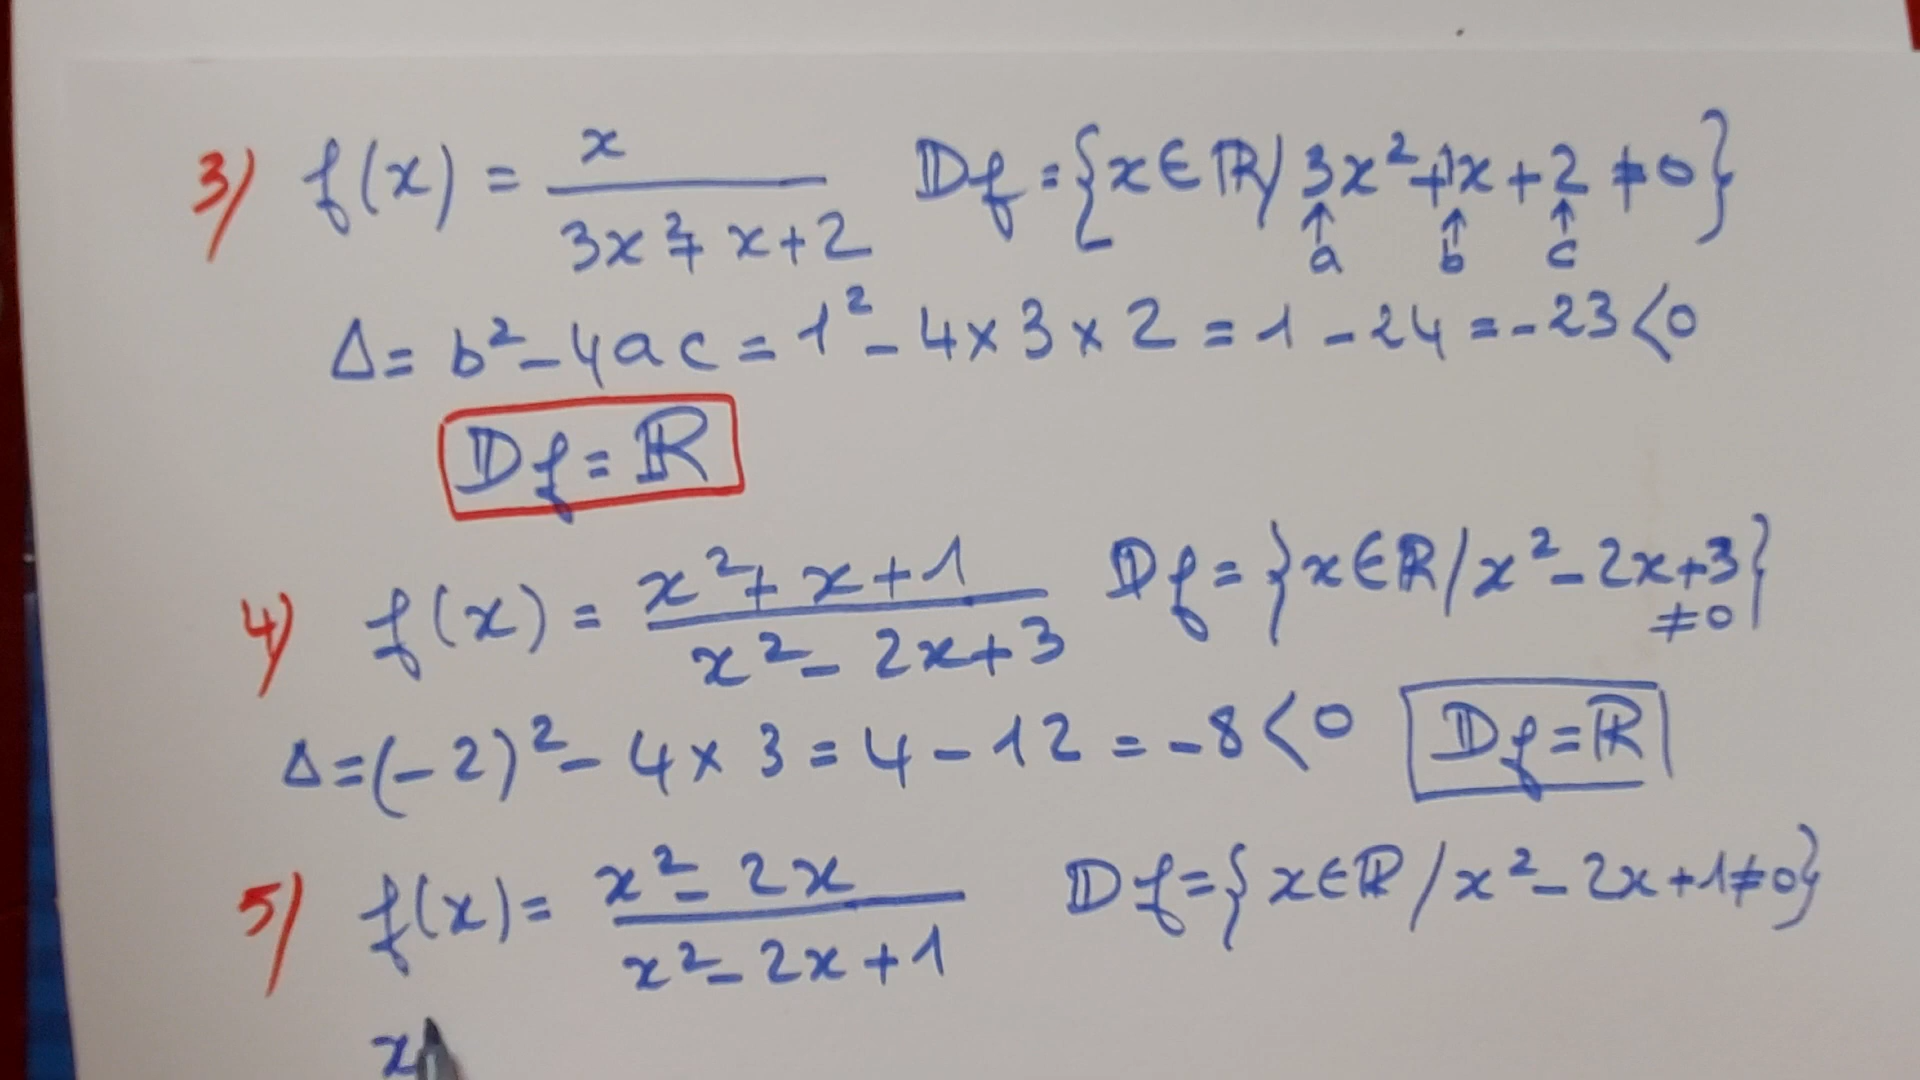 3) f(x) = x / (3x²+x+2) Df = {x∈ℝ/ 3x²+1x+2 ≠0}
↑ ↑ ↑
a b c
Δ = b²-4ac = 1²-4×3×2 = 1-24 = -23<0
Df = ℝ
4) f(x) = (x²+x+1) / (x²-2x+3) Df = {x∈ℝ/x²-2x+3 ≠0}
Δ=(-2)²-4×3=4-12=-8<0 Df=ℝ
5) f(x)= (x²-2x) / (x²-2x+1) Df={x∈ℝ/x²-2x+1≠0}
x